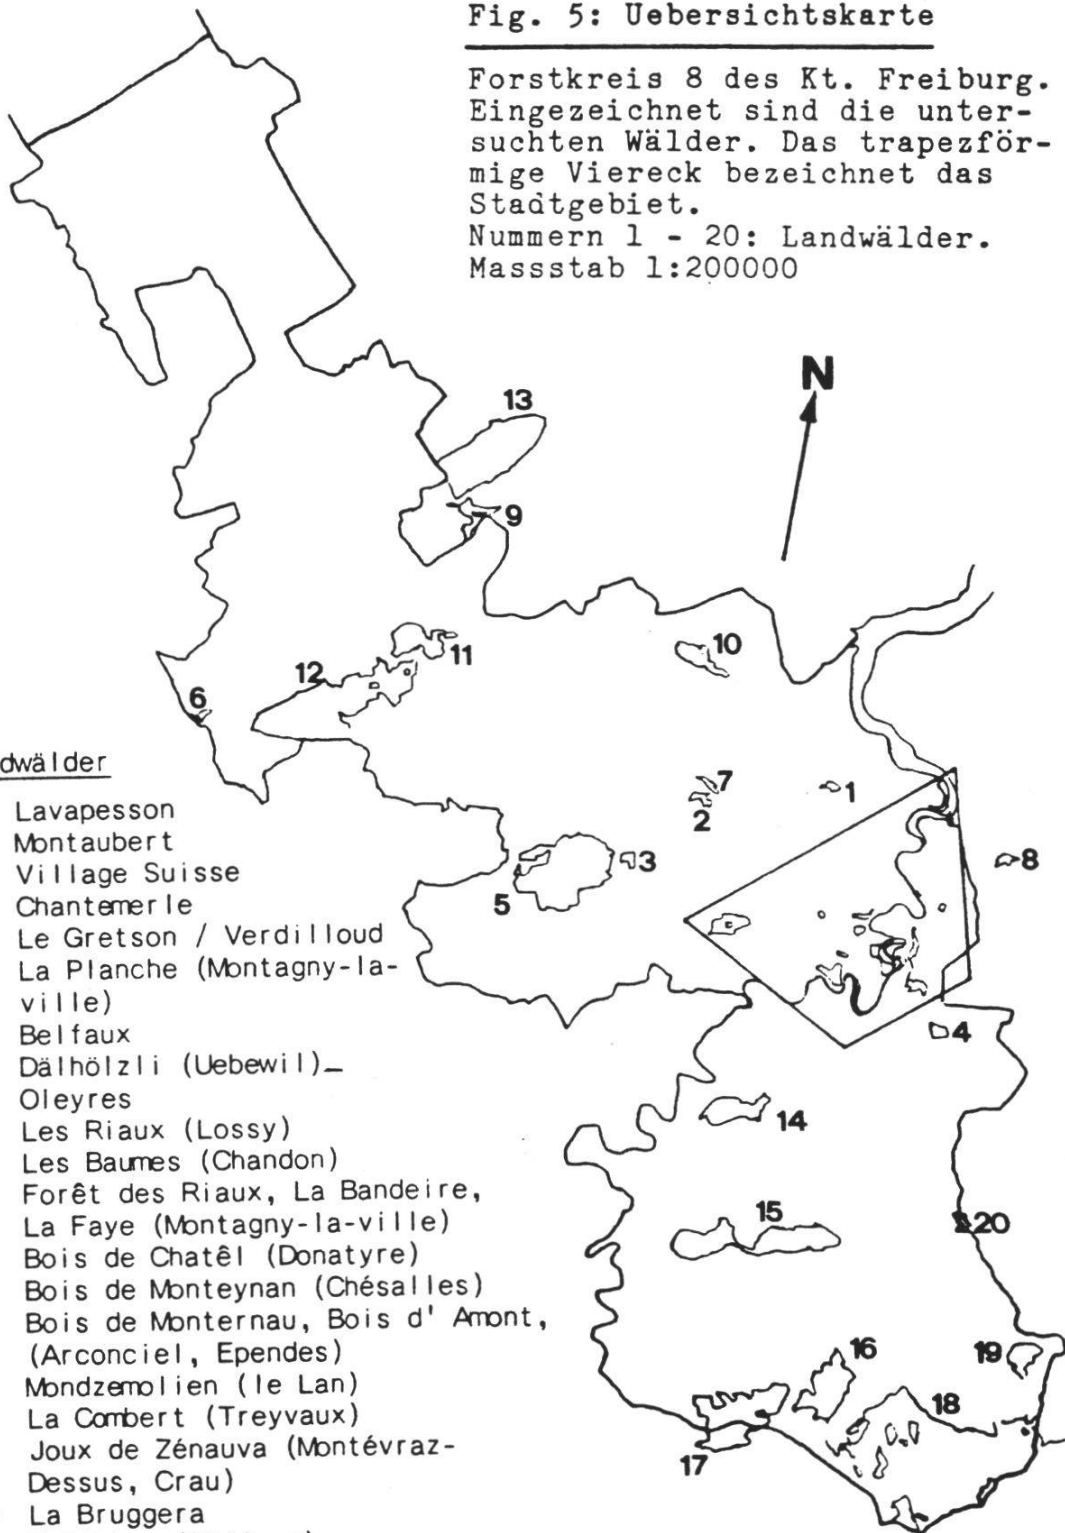 Fig. 5: Uebersichtskarte
Forstkreis 8 des Kt. Freiburg.
Eingezeichnet sind die unter-
suchten Wälder. Das trapezför-
mige Viereck bezeichnet das
Stadtgebiet.
Nummern 1 - 20: Landwälder.
Massstab 1:200000
N
13
9
10
11
12
6
7
1
2
3
8
5
4
14
15
20
16
19
18
17
dwälder
Lavapesson
Montaubert
Village Suisse
Chantemerle
Le Gretson / Verdilloud
La Planche (Montagny-la-
ville)
Belfaux
Dälhölzli (Uebewil)
Oleyres
Les Riaux (Lossy)
Les Baumes (Chandon)
Forêt des Riaux, La Bandeire,
La Faye (Montagny-la-ville)
Bois de Chatêl (Donatyre)
Bois de Monteynan (Chésalles)
Bois de Monternau, Bois d' Amont,
(Arconciel, Ependes)
Mondzemolien (le Lan)
La Combert (Treyvaux)
Joux de Zénauva (Montévraz-
Dessus, Crau)
La Bruggera